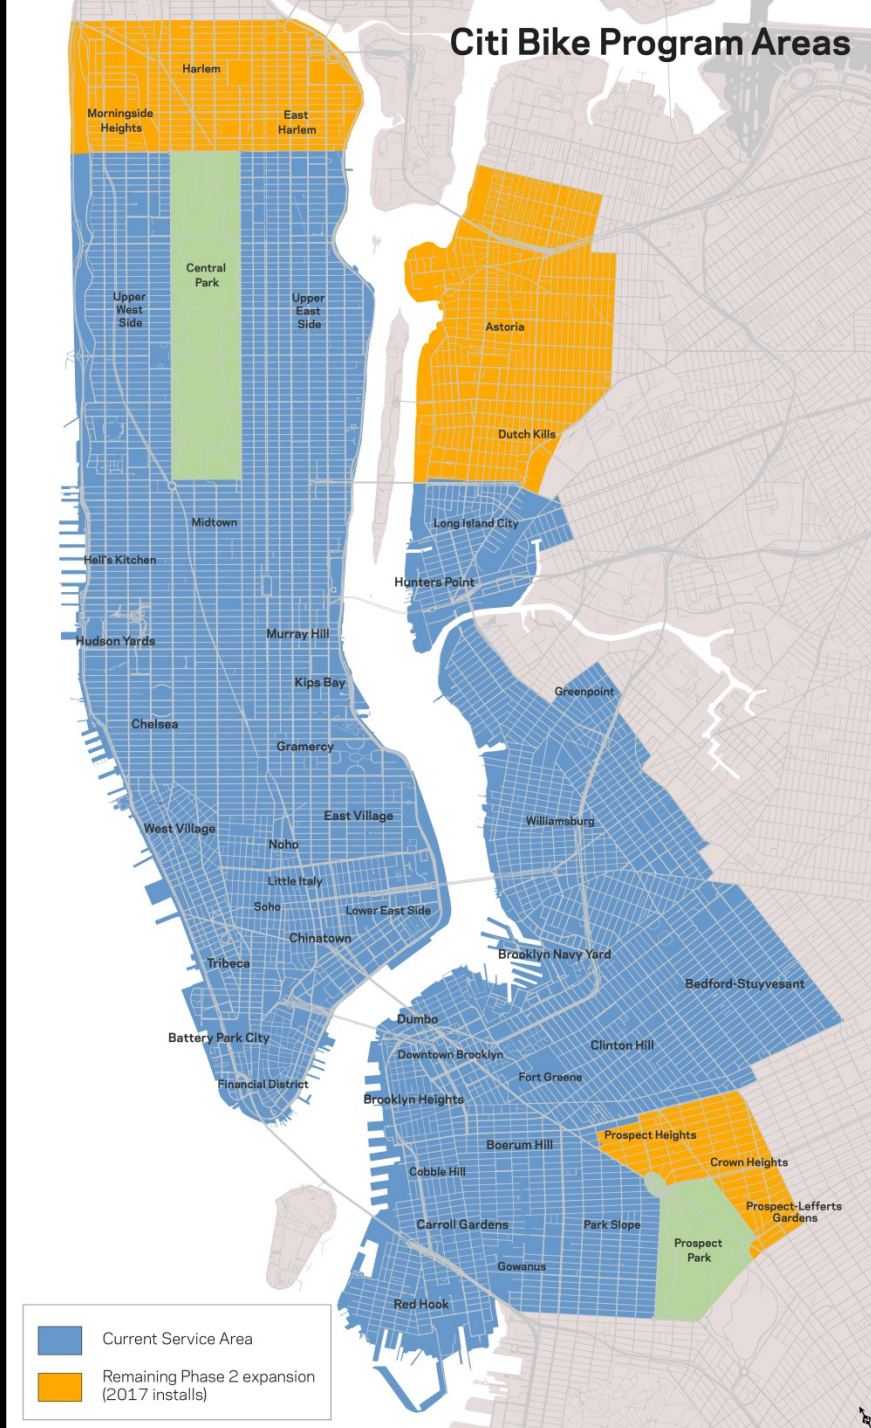 Citi Bike Program Areas
Harlem
Morningside
Heights
East
Harlem
Central
Park
Upper
West
Side
Upper
East
Side
Astoria
Dutch Kills
Midtown
Long Island City
Hell's Kitchen
Hunters Point
Hudson Yards
Murray Hill
Kips Bay
Greenpoint
Chelsea
Gramercy
West Village
East Village
Williamsburg
Noho
Little Italy
Soho
Lower East Side
Chinatown
Brooklyn Navy Yard
Tribeca
Bedford-Stuyvesant
Dumbo
Battery Park City
Clinton Hill
Downtown Brooklyn
Fort Greene
Financial District
Brooklyn Heights
Boerum Hill
Prospect Heights
Cobble Hill
Crown Heights
Prospect-Lefferts
Gardens
Carroll Gardens
Park Slope
Prospect
Park
Gowanus
Red Hook
Current Service Area
Remaining Phase 2 expansion
(2017 installs)